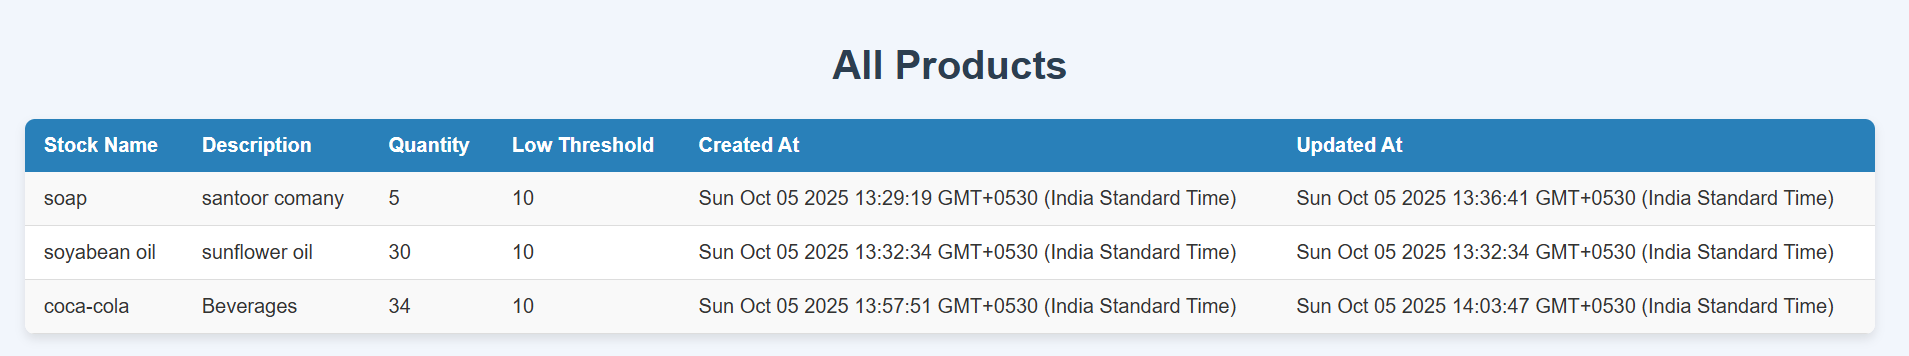 All Products
Stock Name Description Quantity Low Threshold Created At Updated At
soap santoor comany 5 10 Sun Oct 05 2025 13:29:19 GMT+0530 (India Standard Time) Sun Oct 05 2025 13:36:41 GMT+0530 (India Standard Time)
soyabean oil sunflower oil 30 10 Sun Oct 05 2025 13:32:34 GMT+0530 (India Standard Time) Sun Oct 05 2025 13:32:34 GMT+0530 (India Standard Time)
coca-cola Beverages 34 10 Sun Oct 05 2025 13:57:51 GMT+0530 (India Standard Time) Sun Oct 05 2025 14:03:47 GMT+0530 (India Standard Time)